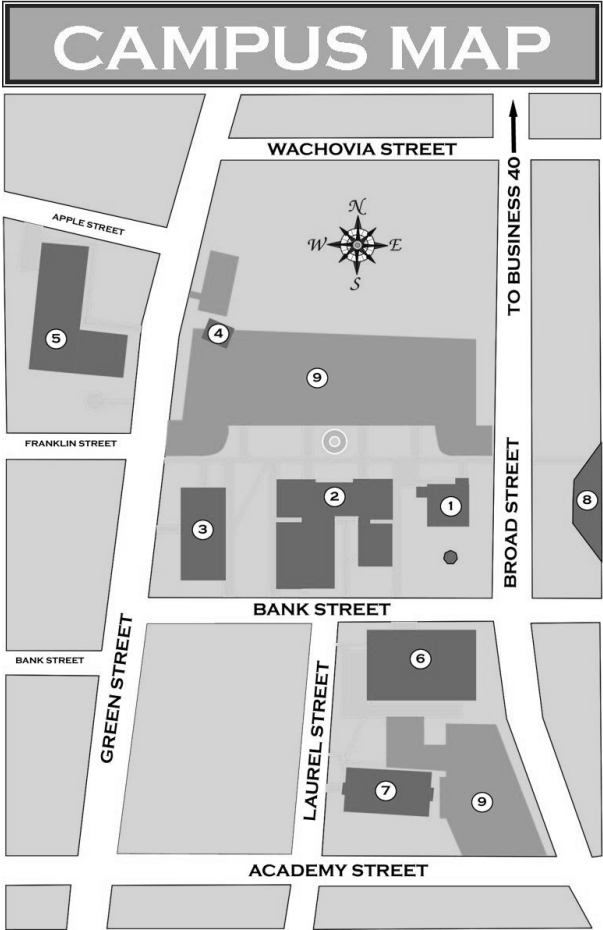 CAMPUS MAP
WACHOVIA STREET
TO BUSINESS 40
APPLE STREET
N
W E
S
4
5
9
FRANKLIN STREET
BROAD STREET
2
1
8
3
BANK STREET
GREEN STREET
BANK STREET
6
LAUREL STREET
7
9
ACADEMY STREET